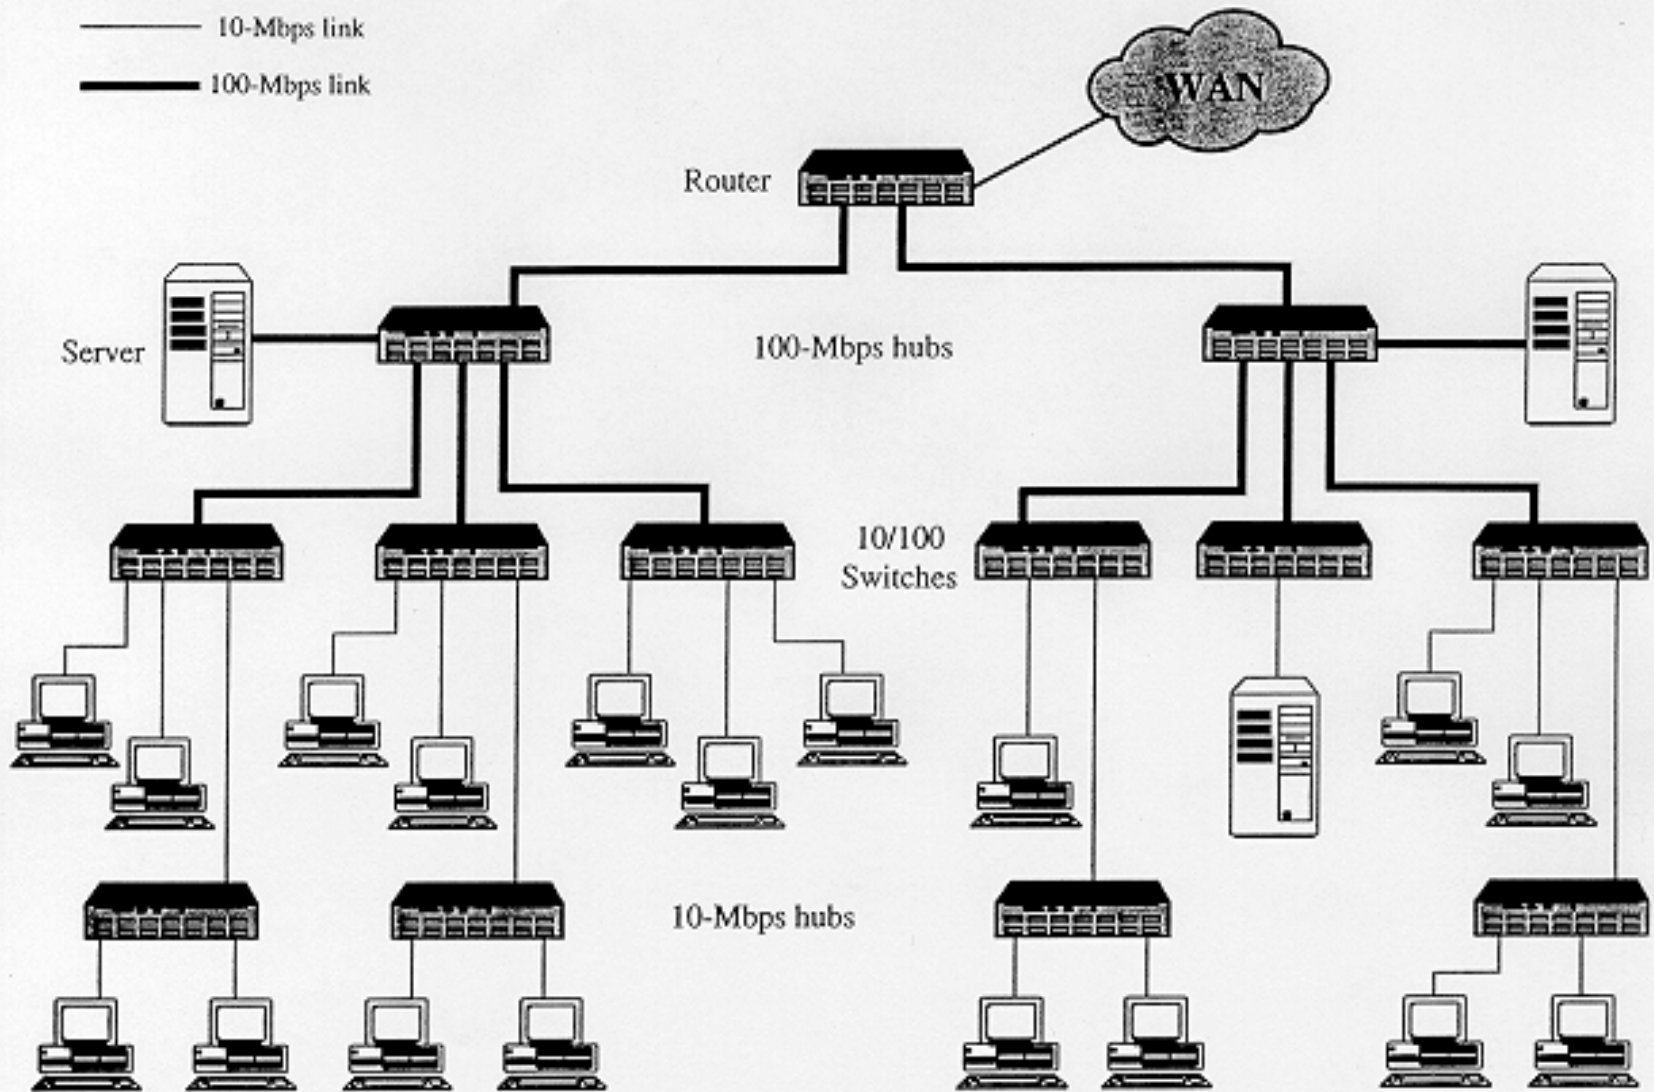 10-Mbps link
100-Mbps link
WAN
Router
Server
100-Mbps hubs
10/100
Switches
10-Mbps hubs